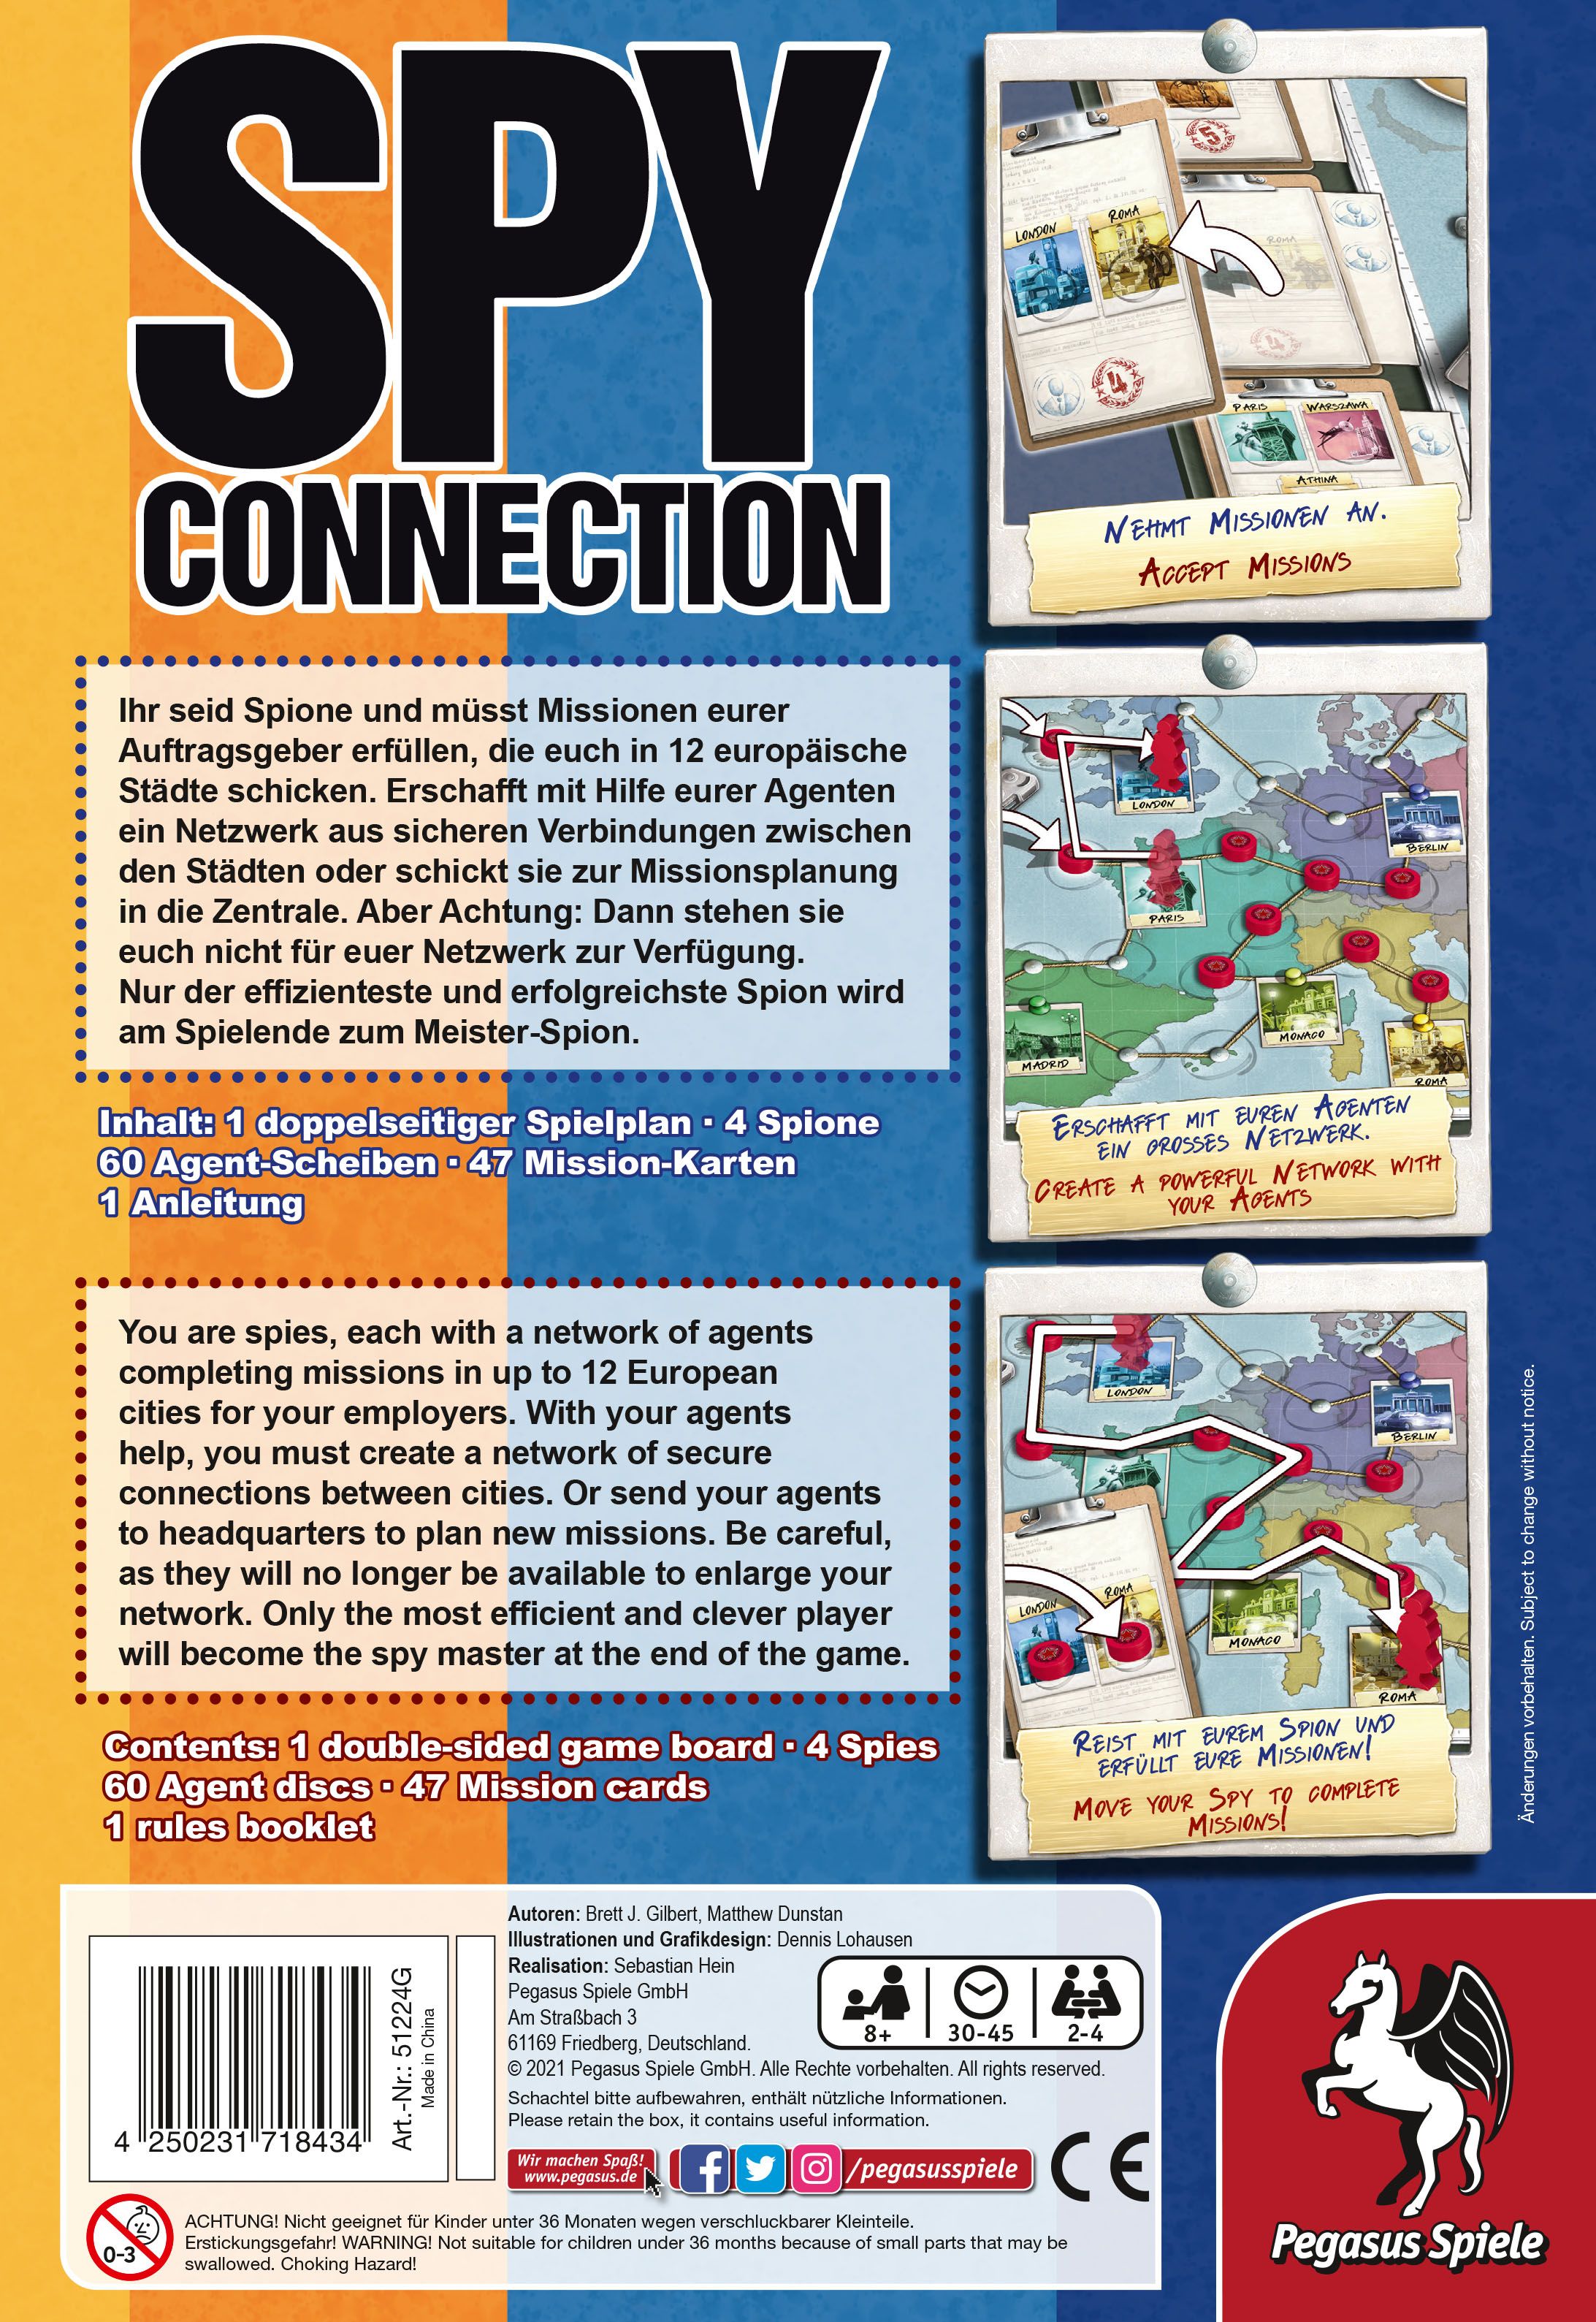 SPY
CONNECTION
Ihr seid Spione und müsst Missionen eurer
Auftragsgeber erfüllen, die euch in 12 europäische
Städte schicken. Erschafft mit Hilfe eurer Agenten
ein Netzwerk aus sicheren Verbindungen zwischen
den Städten oder schickt sie zur Missionsplanung
in die Zentrale. Aber Achtung: Dann stehen sie
euch nicht für euer Netzwerk zur Verfügung.
Nur der effizienteste und erfolgreichste Spion wird
am Spielende zum Meister-Spion.
Inhalt: 1 doppelseitiger Spielplan · 4 Spione
60 Agent-Scheiben · 47 Mission-Karten
1 Anleitung
You are spies, each with a network of agents
completing missions in up to 12 European
cities for your employers. With your agents
help, you must create a network of secure
connections between cities. Or send your agents
to headquarters to plan new missions. Be careful,
as they will no longer be available to enlarge your
network. Only the most efficient and clever player
will become the spy master at the end of the game.
Contents: 1 double-sided game board · 4 Spies
60 Agent discs · 47 Mission cards
1 rules booklet
5
LONDON
ROMA
ROMA
4
4
PARIS
WARSZAWA
ATHINA
NEHMT MISSIONEN AN.
ACCEPT MISSIONS
LONDON
BERLIN
PARIS
MADRID
MONACO
ROMA
ERSCHAFFT MIT EUREN AGENTEN
EIN GROSSES NETZWERK.
CREATE A POWERFUL NETWORK WITH
YOUR AGENTS
LONDON
BERLIN
LONDON
ROMA
MONACO
ROMA
REIST MIT EUREM SPION UND
ERFÜLLT EURE MISSIONEN!
MOVE YOUR SPY TO COMPLETE
MISSIONS!
Änderungen vorbehalten. Subject to change without notice.
4 250231 718434
Art.-Nr.: 51224G
Made in China
Autoren: Brett J. Gilbert, Matthew Dunstan
Illustrationen und Grafikdesign: Dennis Lohausen
Realisation: Sebastian Hein
Pegasus Spiele GmbH
Am Straßbach 3
61169 Friedberg, Deutschland.
© 2021 Pegasus Spiele GmbH. Alle Rechte vorbehalten. All rights reserved.
8+
30-45
2-4
Schachtel bitte aufbewahren, enthält nützliche Informationen.
Please retain the box, it contains useful information.
Wir machen Spaß!
www.pegasus.de
/pegasusspiele
CE
0-3
ACHTUNG! Nicht geeignet für Kinder unter 36 Monaten wegen verschluckbarer Kleinteile.
Erstickungsgefahr! WARNING! Not suitable for children under 36 months because of small parts that may be
swallowed. Choking Hazard!
Pegasus Spiele